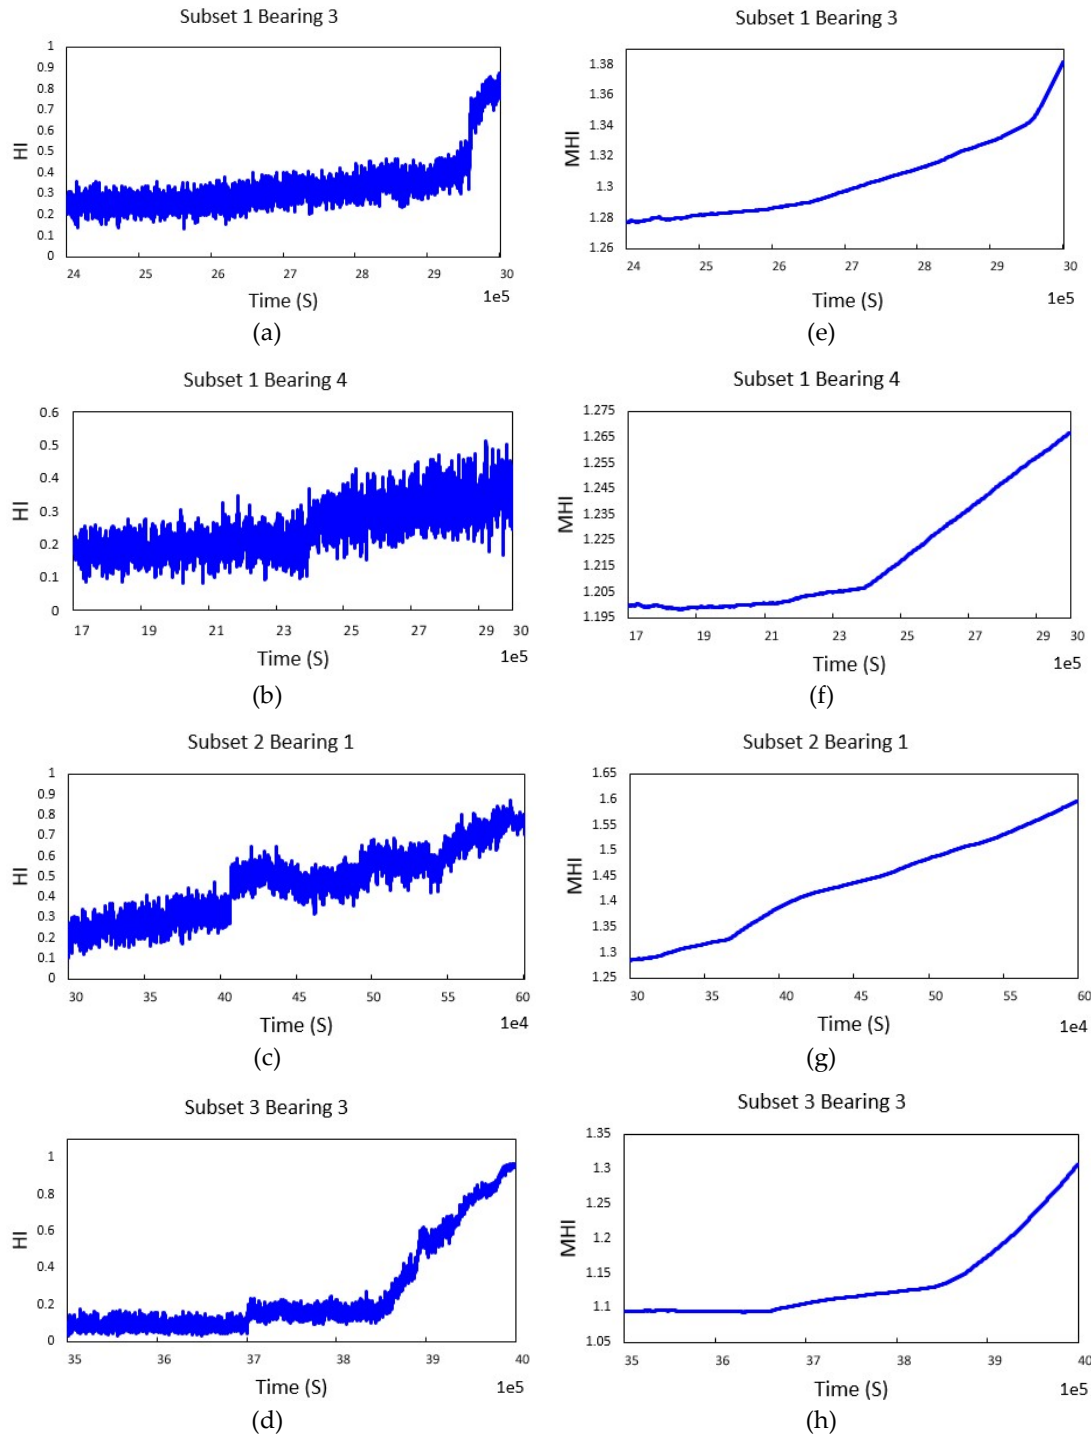 Subset 1 Bearing 3
1
0.9
0.8
0.7
0.6
0.5
0.4
0.3
0.2
0.1
0
HI
24 25 26 27 28 29 30
1e5
Time (S)
(a)
Subset 1 Bearing 3
1.38
1.36
1.34
1.32
1.3
1.28
1.26
MHI
24 25 26 27 28 29 30
1e5
Time (S)
(e)
Subset 1 Bearing 4
0.6
0.5
0.4
0.3
0.2
0.1
0
HI
17 19 21 23 25 27 29 30
1e5
Time (S)
(b)
Subset 1 Bearing 4
1.275
1.265
1.255
1.245
1.235
1.225
1.215
1.205
1.195
MHI
17 19 21 23 25 27 29 30
1e5
Time (S)
(f)
Subset 2 Bearing 1
1
0.9
0.8
0.7
0.6
0.5
0.4
0.3
0.2
0.1
0
HI
30 35 40 45 50 55 60
1e4
Time (S)
(c)
Subset 2 Bearing 1
1.65
1.6
1.55
1.5
1.45
1.4
1.35
1.3
1.25
MHI
30 35 40 45 50 55 60
1e4
Time (S)
(g)
Subset 3 Bearing 3
1
0.8
0.6
0.4
0.2
0
HI
35 36 37 38 39 40
1e5
Time (S)
(d)
Subset 3 Bearing 3
1.35
1.3
1.25
1.2
1.15
1.1
1.05
MHI
35 36 37 38 39 40
1e5
Time (S)
(h)